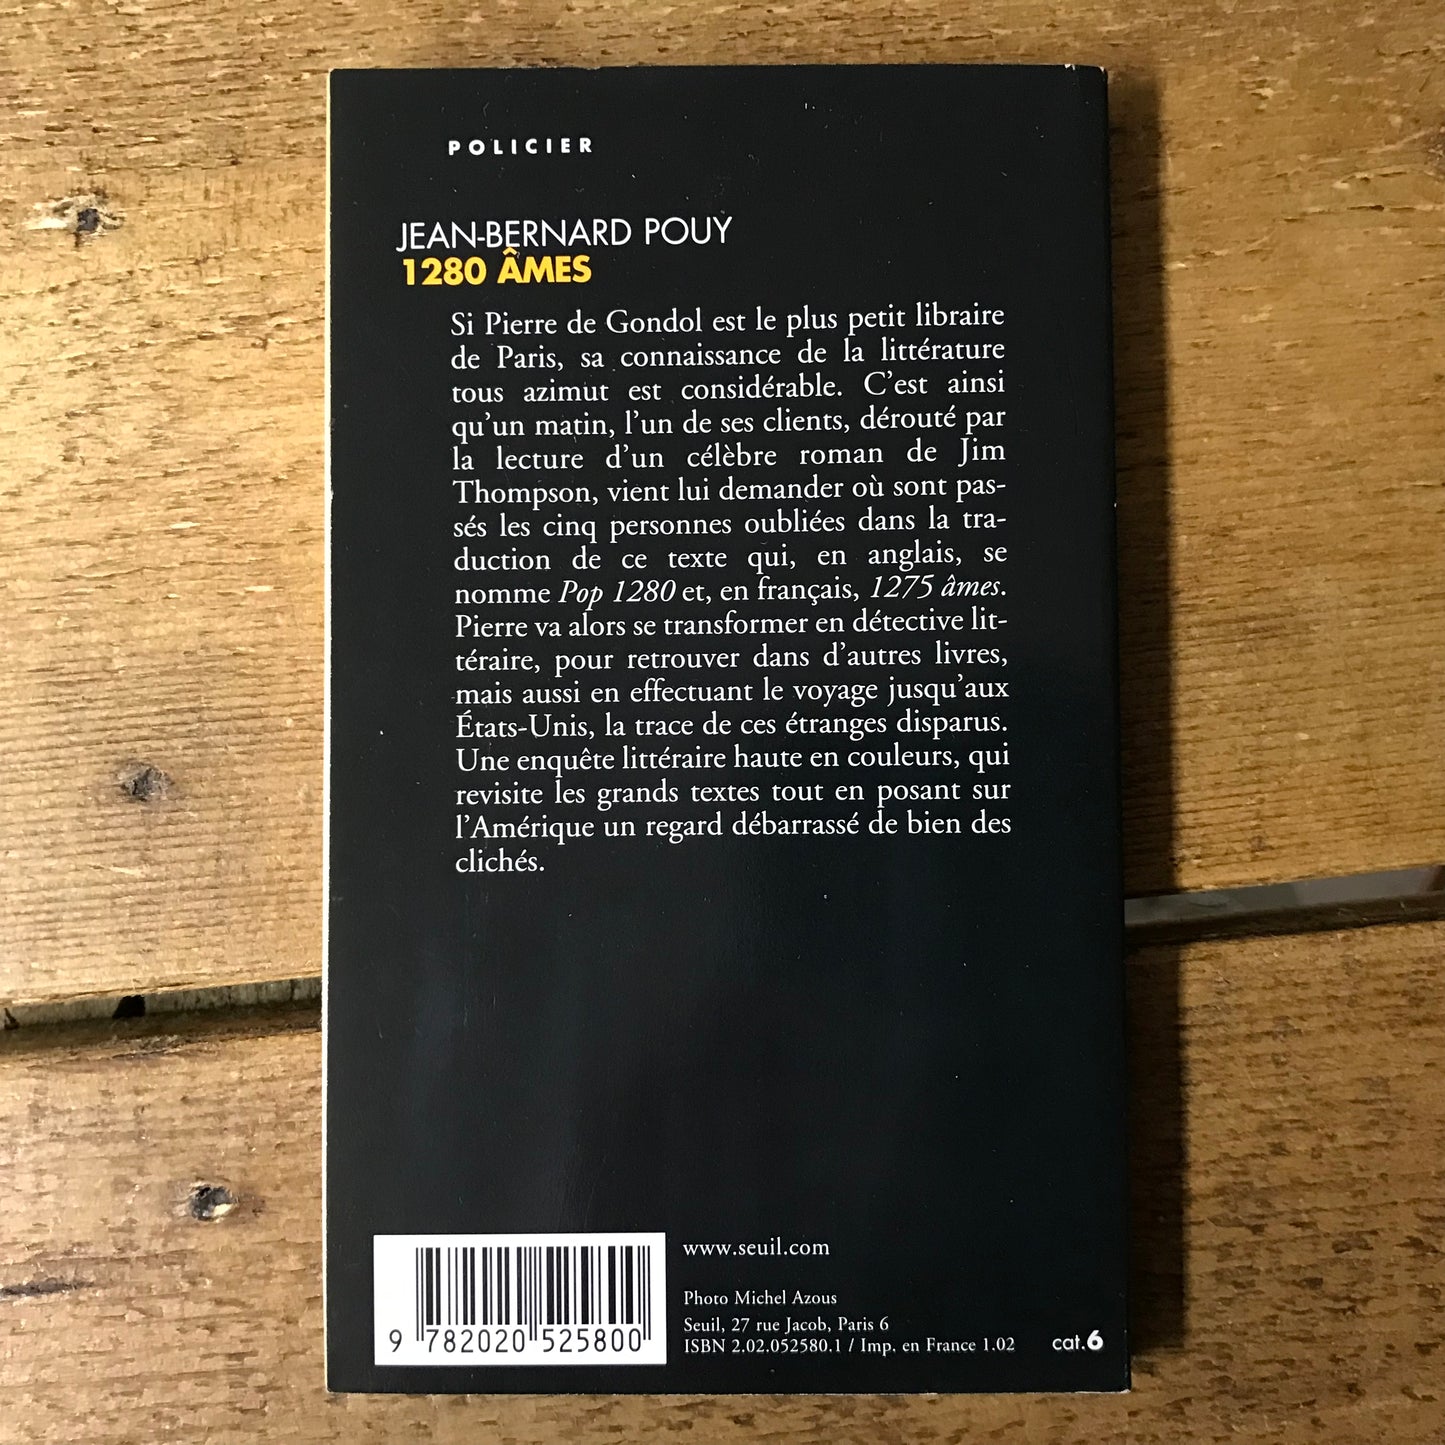 POLICIER
JEAN-BERNARD POUY
1280 ÂMES
Si Pierre de Gondol est le plus petit libraire
de Paris, sa connaissance de la littérature
tous azimut est considérable. C'est ainsi
qu'un matin, l'un de ses clients, dérouté par
la lecture d'un célèbre roman de Jim
Thompson, vient lui demander où sont pas-
sés les cinq personnes oubliées dans la tra-
duction de ce texte qui, en anglais, se
nomme Pop 1280 et, en français, 1275 âmes.
Pierre va alors se transformer en détective lit-
téraire, pour retrouver dans d'autres livres,
mais aussi en effectuant le voyage jusqu'aux
États-Unis, la trace de ces étranges disparus.
Une enquête littéraire haute en couleurs, qui
revisite les grands textes tout en posant sur
l'Amérique un regard débarrassé de bien des
clichés.
www.seuil.com
Photo Michel Azous
Seuil, 27 rue Jacob, Paris 6
ISBN 2.02.052580.1 / Imp. en France 1.02
cat.6
9 782020 525800